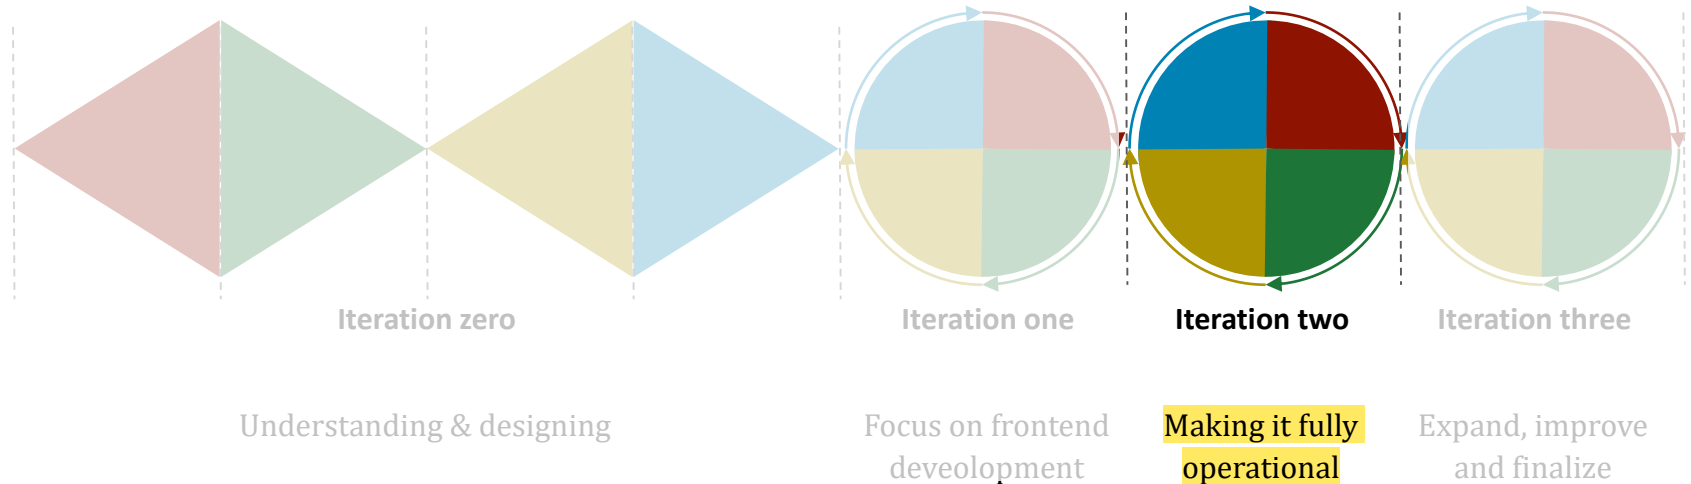 Iteration zero
Iteration one
Iteration two
Iteration three
Understanding & designing
Focus on frontend
deveolopment
Making it fully
operational
Expand, improve
and finalize